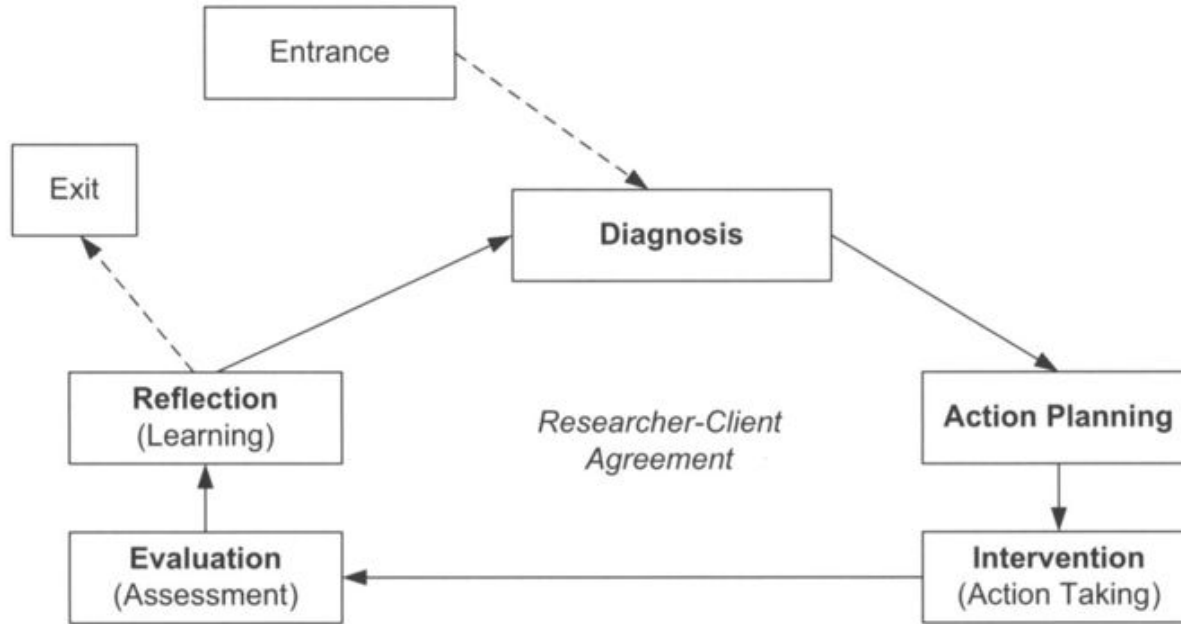 Entrance
Exit
Diagnosis
Reflection
(Learning)
Researcher-Client
Agreement
Action Planning
Evaluation
(Assessment)
Intervention
(Action Taking)